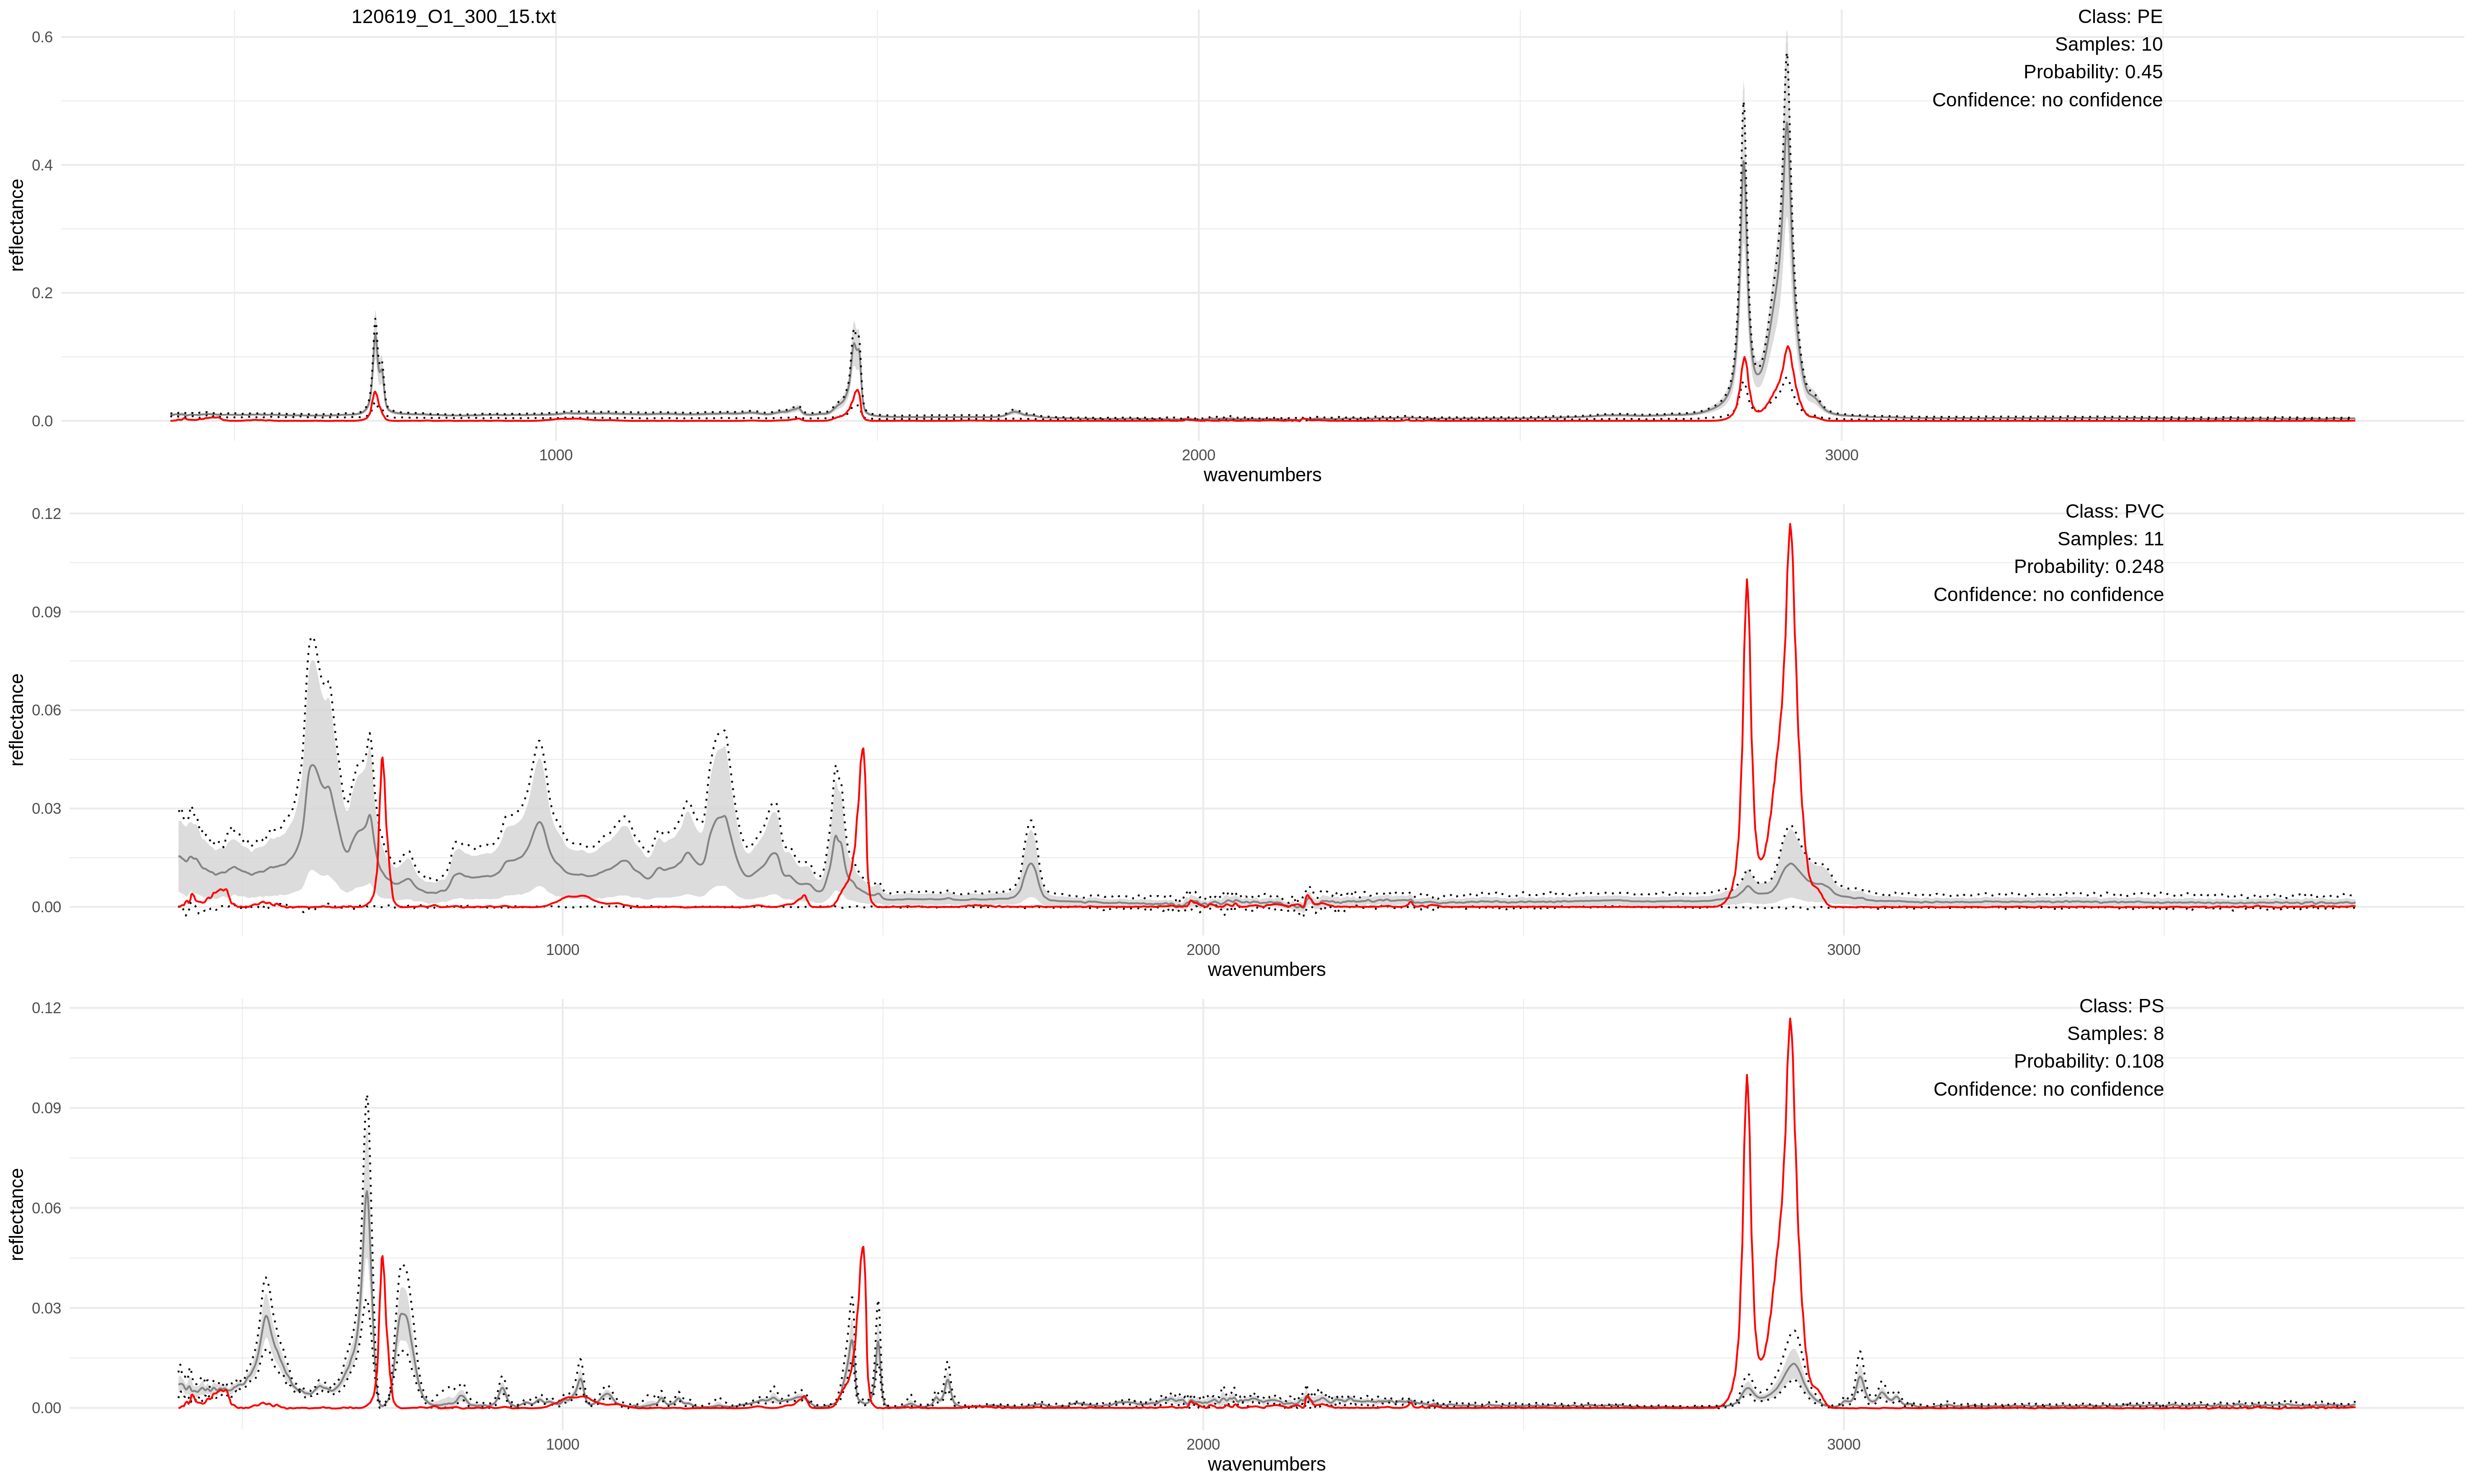 120619_O1_300_15.txt
Class: PE
Samples: 10
Probability: 0.45
Confidence: no confidence
0.6
0.4
0.2
0.0
reflectance
1000
2000
3000
wavenumbers
Class: PVC
Samples: 11
Probability: 0.248
Confidence: no confidence
0.12
0.09
0.06
0.03
0.00
reflectance
1000
2000
3000
wavenumbers
Class: PS
Samples: 8
Probability: 0.108
Confidence: no confidence
0.12
0.09
0.06
0.03
0.00
reflectance
1000
2000
3000
wavenumbers